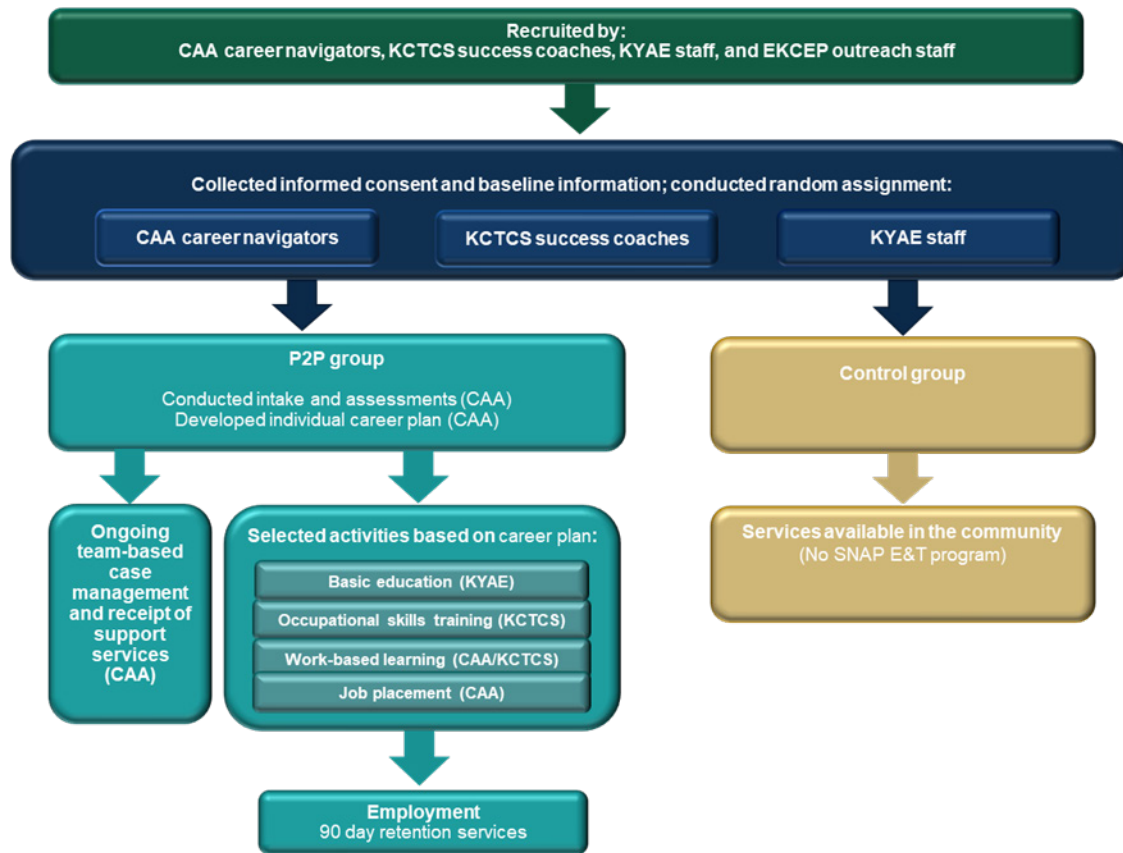 Recruited by:
CAA career navigators, KCTCS success coaches, KYAE staff, and EKCEP outreach staff
Collected informed consent and baseline information; conducted random assignment:
CAA career navigators
KCTCS success coaches
KYAE staff
P2P group
Conducted intake and assessments (CAA)
Developed individual career plan (CAA)
Control group
Ongoing
team-based
case
management
and receipt of
support
services
(CAA)
Selected activities based on career plan:
Basic education (KYAE)
Occupational skills training (KCTCS)
Work-based learning (CAA/KCTCS)
Job placement (CAA)
Services available in the community
(No SNAP E&T program)
Employment
90 day retention services